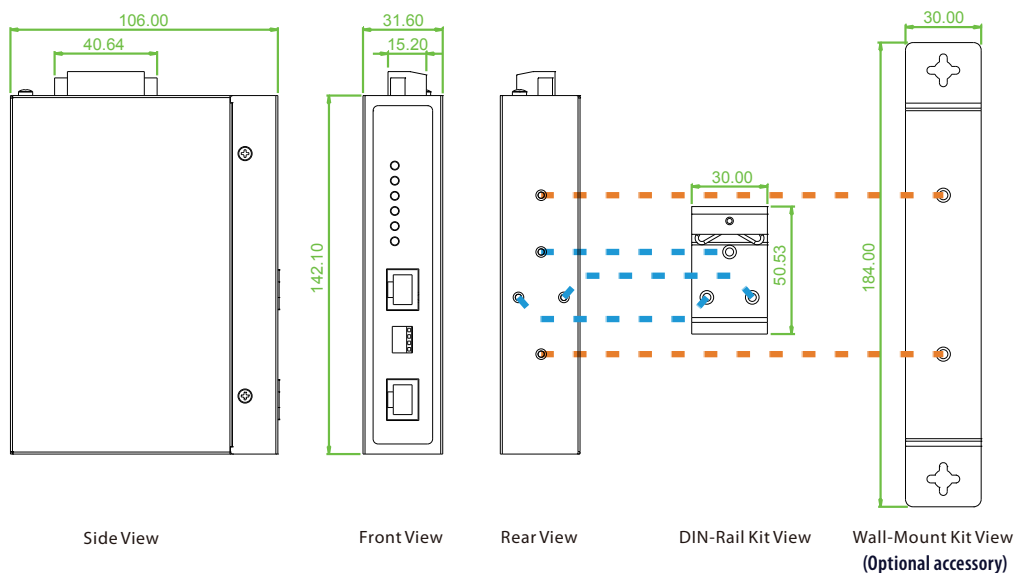 106.00
40.64
31.60
15.20
30.00
142.10
30.00
50.53
184.00
Side View
Front View
Rear View
DIN-Rail Kit View
Wall-Mount Kit View
(Optional accessory)